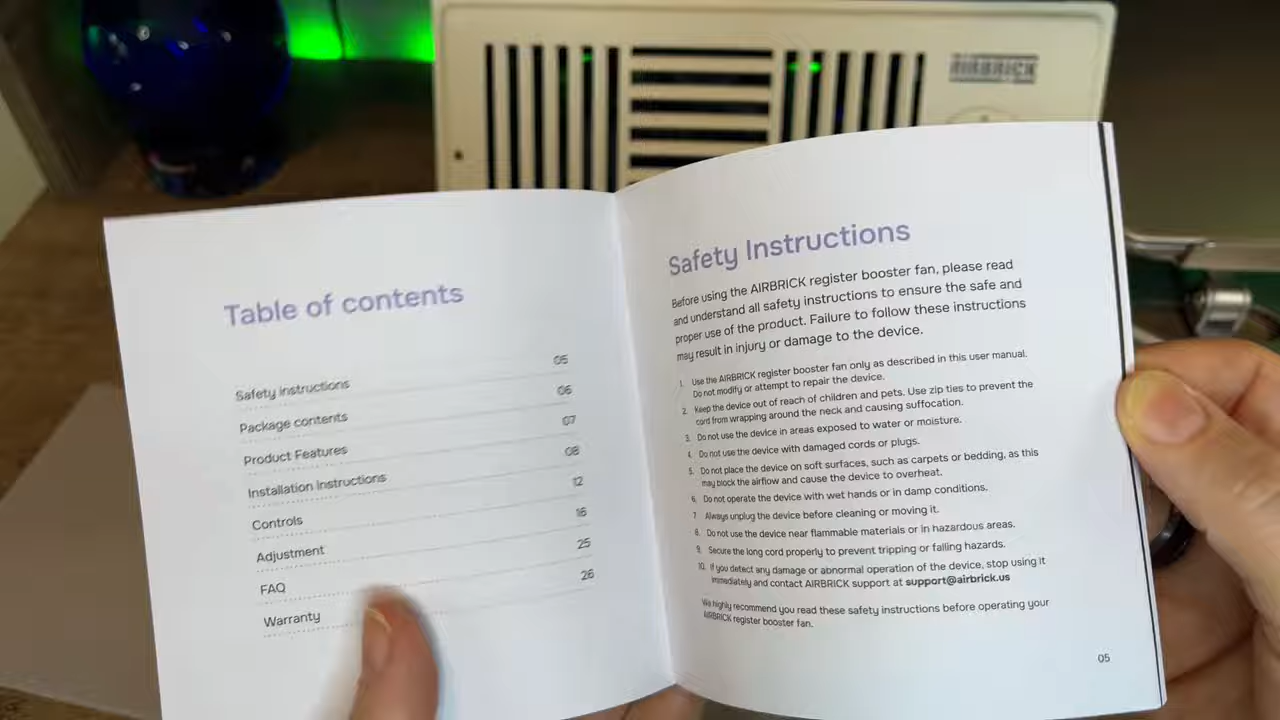 AIRBRICK
Table of contents
Safety instructions 05
Package contents 06
Product Features 07
Installation Instructions 08
Controls 12
Adjustment 16
FAQ 25
Warranty 26
Safety Instructions
Before using the AIRBRICK register booster fan, please read
and understand all safety instructions to ensure the safe and
proper use of the product. Failure to follow these instructions
may result in injury or damage to the device.
1. Use the AIRBRICK register booster fan only as described in this user manual.
Do not modify or attempt to repair the device.
2. Keep the device out of reach of children and pets. Use zip ties to prevent the
cord from wrapping around the neck and causing suffocation.
3. Do not use the device in areas exposed to water or moisture.
4. Do not use the device with damaged cords or plugs.
5. Do not place the device on soft surfaces, such as carpets or bedding, as this
may block the airflow and cause the device to overheat.
6. Do not operate the device with wet hands or in damp conditions.
7. Always unplug the device before cleaning or moving it.
8. Do not use the device near flammable materials or in hazardous areas.
9. Secure the long cord properly to prevent tripping or falling hazards.
10. If you detect any damage or abnormal operation of the device, stop using it
immediately and contact AIRBRICK support at support@airbrick.us
We highly recommend you read these safety instructions before operating your
AIRBRICK register booster fan.
05